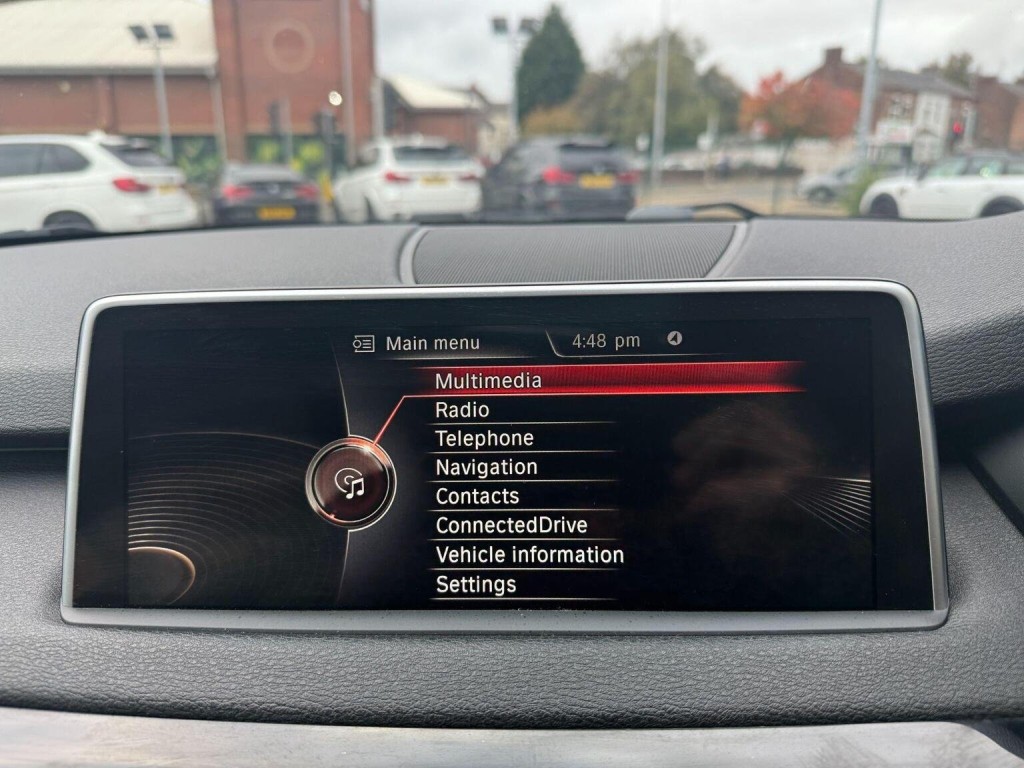 Main menu 4:48 pm
Multimedia
Radio
Telephone
Navigation
Contacts
ConnectedDrive
Vehicle information
Settings